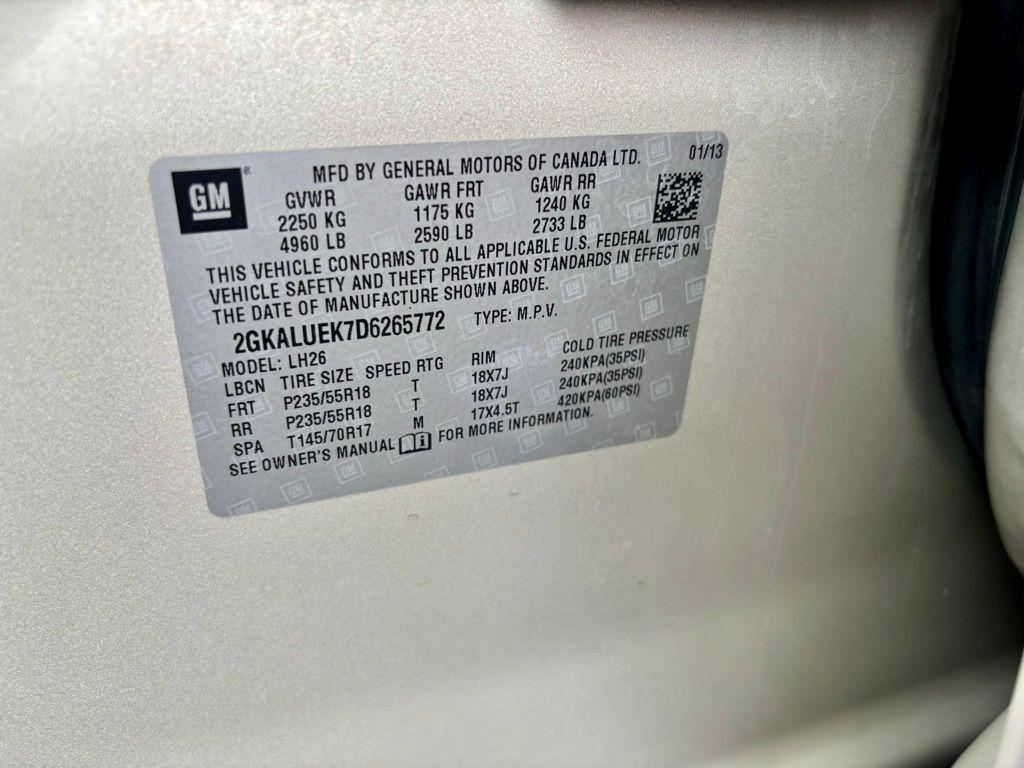 GM ®
MFD BY GENERAL MOTORS OF CANADA LTD. 01/13
GVWR GAWR FRT GAWR RR
2250 KG 1175 KG 1240 KG
4960 LB 2590 LB 2733 LB
THIS VEHICLE CONFORMS TO ALL APPLICABLE U.S. FEDERAL MOTOR
VEHICLE SAFETY AND THEFT PREVENTION STANDARDS IN EFFECT ON
THE DATE OF MANUFACTURE SHOWN ABOVE.
2GKALUEK7D6265772 TYPE: M.P.V.
MODEL: LH26
LBCN TIRE SIZE SPEED RTG RIM COLD TIRE PRESSURE
FRT P235/55R18 T 18X7J 240KPA(35PSI)
RR P235/55R18 T 18X7J 240KPA(35PSI)
SPA T145/70R17 M 17X4.5T 420KPA(60PSI)
SEE OWNER'S MANUAL FOR MORE INFORMATION.